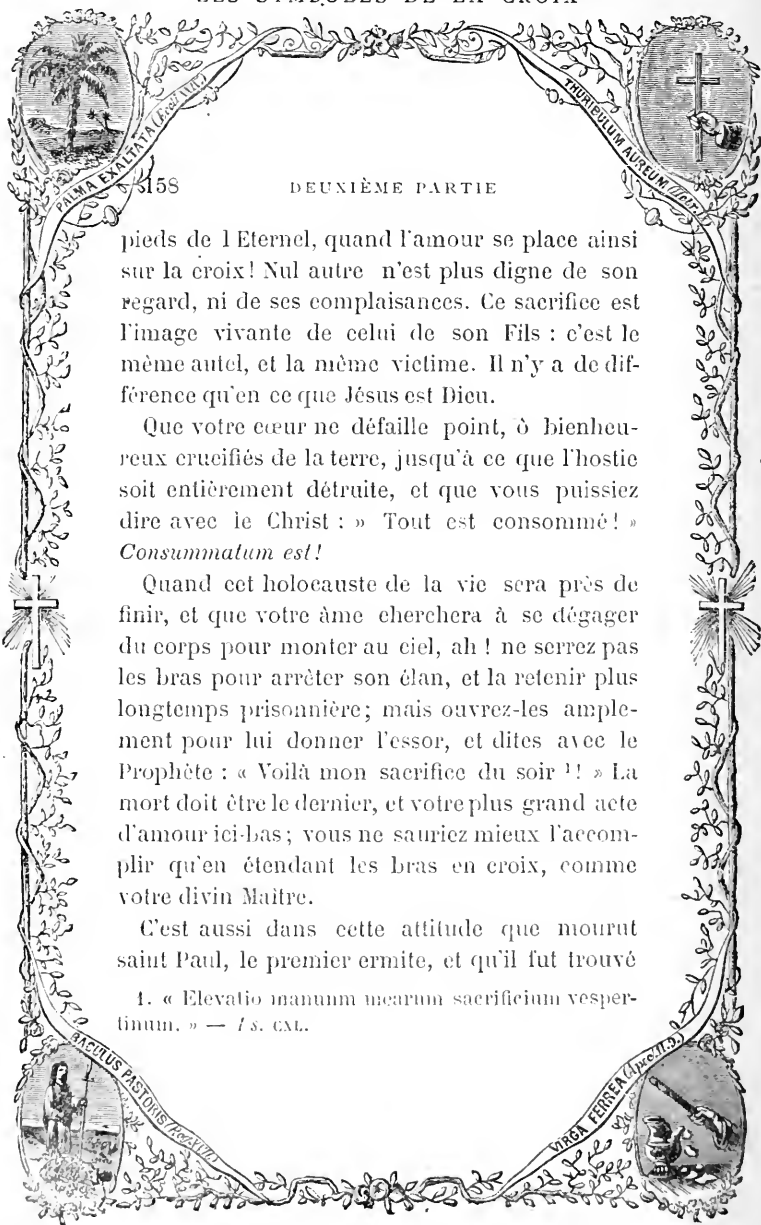 LES SYMBOLES DE LA CROIX
PALMA EXALTATA
THURIBULUM AUREUM
158 DEUXIÈME PARTIE
pieds de l Eternel, quand l'amour se place ainsi
sur la croix! Nul autre n'est plus digne de son
regard, ni de ses complaisances. Ce sacrifice est
l'image vivante de celui de son Fils : c'est le
même autel, et la même victime. Il n'y a de dif-
férence qu'en ce que Jésus est Dieu.
Que votre cœur ne défaille point, ô bienheu-
reux crucifiés de la terre, jusqu'à ce que l'hostie
soit entièrement détruite, et que vous puissiez
dire avec le Christ : » Tout est consommé! »
Consummatum est!
Quand cet holocauste de la vie sera près de
finir, et que votre âme cherchera à se dégager
du corps pour monter au ciel, ah ! ne serrez pas
les bras pour arrêter son élan, et la retenir plus
longtemps prisonnière; mais ouvrez-les ample-
ment pour lui donner l'essor, et dites avec le
Prophète : « Voilà mon sacrifice du soir ¹! » La
mort doit être le dernier, et votre plus grand acte
d'amour ici-bas; vous ne sauriez mieux l'accom-
plir qu'en étendant les bras en croix, comme
votre divin Maître.
C'est aussi dans cette attitude que mourut
saint Paul, le premier ermite, et qu'il fut trouvé
1. « Elevatio manuum mearum sacrificium vesper-
tinum. » — Ps. CXL.
BACULUS PASTORIS
VIRGA FERREA (Apoc. II.)